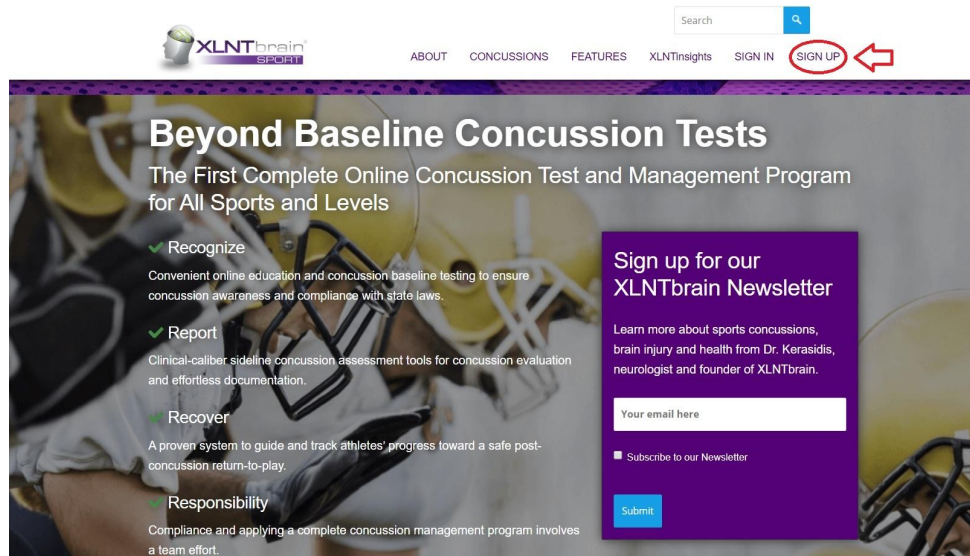 Search
XLNTbrain
SPORT
ABOUT CONCUSSIONS FEATURES XLNTinsights SIGN IN SIGN UP
Beyond Baseline Concussion Tests
The First Complete Online Concussion Test and Management Program
for All Sports and Levels
Recognize
Convenient online education and concussion baseline testing to ensure
concussion awareness and compliance with state laws.
Report
Clinical-caliber sideline concussion assessment tools for concussion evaluation
and effortless documentation.
Recover
A proven system to guide and track athletes' progress toward a safe post-
concussion return-to-play.
Responsibility
Compliance and applying a complete concussion management program involves
a team effort.
Sign up for our
XLNTbrain Newsletter
Learn more about sports concussions,
brain injury and health from Dr. Kerasidis,
neurologist and founder of XLNTbrain.
Your email here
Subscribe to our Newsletter
Submit